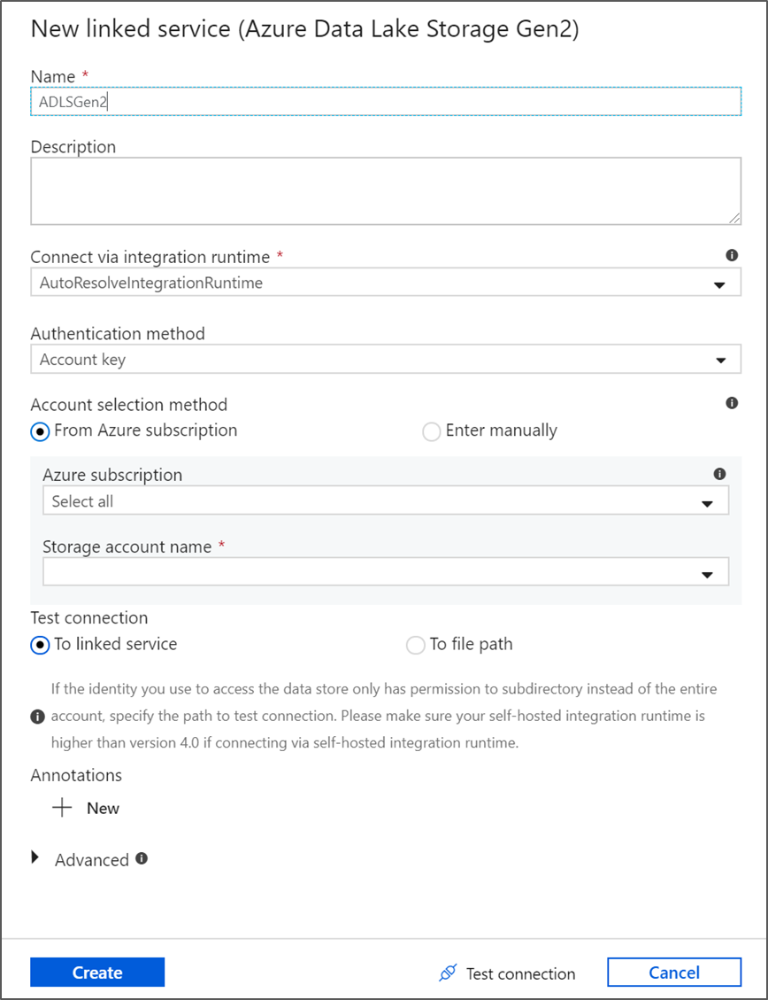 New linked service (Azure Data Lake Storage Gen2)
Name *
ADLSGen2
Description
Connect via integration runtime *
AutoResolveIntegrationRuntime
Authentication method
Account key
Account selection method
From Azure subscription
Enter manually
Azure subscription
Select all
Storage account name *
Test connection
To linked service
To file path
If the identity you use to access the data store only has permission to subdirectory instead of the entire
account, specify the path to test connection. Please make sure your self-hosted integration runtime is
higher than version 4.0 if connecting via self-hosted integration runtime.
Annotations
New
Advanced
Create
Test connection
Cancel